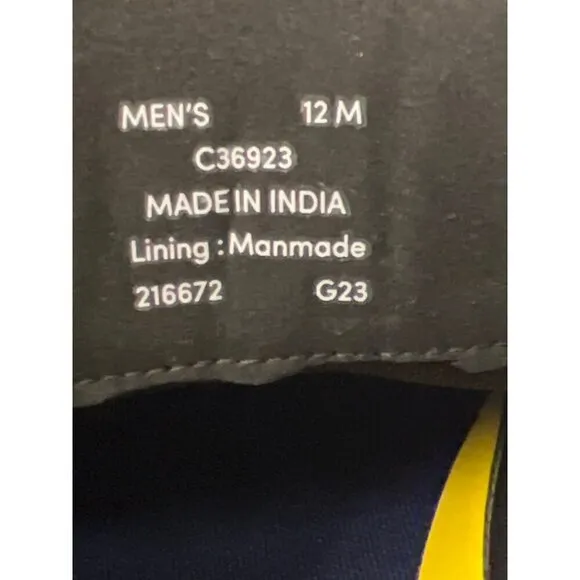 MEN'S 12 M
C36923
MADE IN INDIA
Lining : Manmade
216672 G23